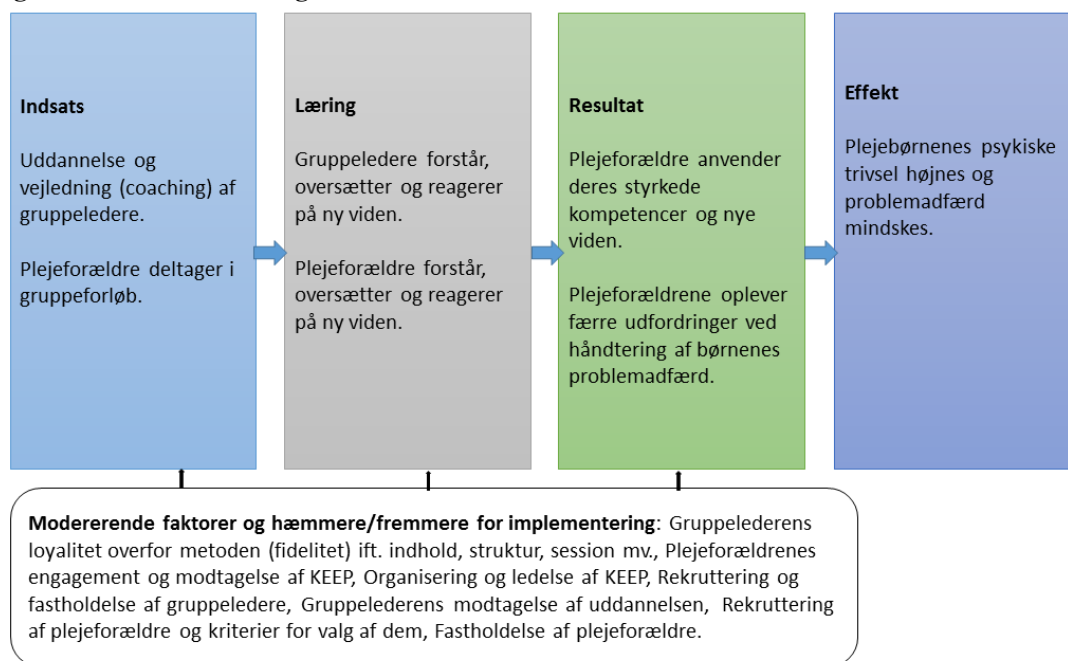 Indsats
Uddannelse og
vejledning (coaching) af
gruppeledere.
Plejeforældre deltager i
gruppeforløb.
Læring
Gruppeledere forstår,
oversætter og reagerer
på ny viden.
Plejeforældre forstår,
oversætter og reagerer
på ny viden.
Resultat
Plejeforældre anvender
deres styrkede
kompetencer og nye
viden.
Plejeforældrene oplever
færre udfordringer ved
håndtering af børnenes
problemadfærd.
Effekt
Plejebørnenes psykiske
trivsel højnes og
problemadfærd
mindskes.
Modererende faktorer og hæmmere/fremmere for implementering: Gruppelederens
loyalitet overfor metoden (fidelitet) ift. indhold, struktur, session mv., Plejeforældrenes
engagement og modtagelse af KEEP, Organisering og ledelse af KEEP, Rekruttering og
fastholdelse af gruppeledere, Gruppelederens modtagelse af uddannelsen, Rekruttering
af plejeforældre og kriterier for valg af dem, Fastholdelse af plejeforældre.